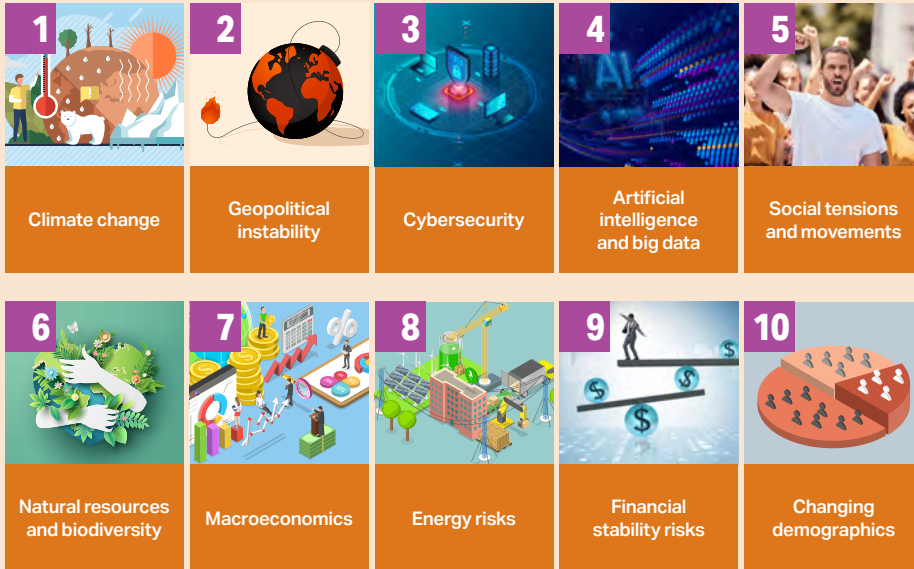 1
Climate change
2
Geopolitical
instability
3
Cybersecurity
4
AI
Artificial
intelligence
and big data
5
Social tensions
and movements
6
Natural resources
and biodiversity
7
%
Macroeconomics
8
Energy risks
9
$
$
$
$
Financial
stability risks
10
Changing
demographics